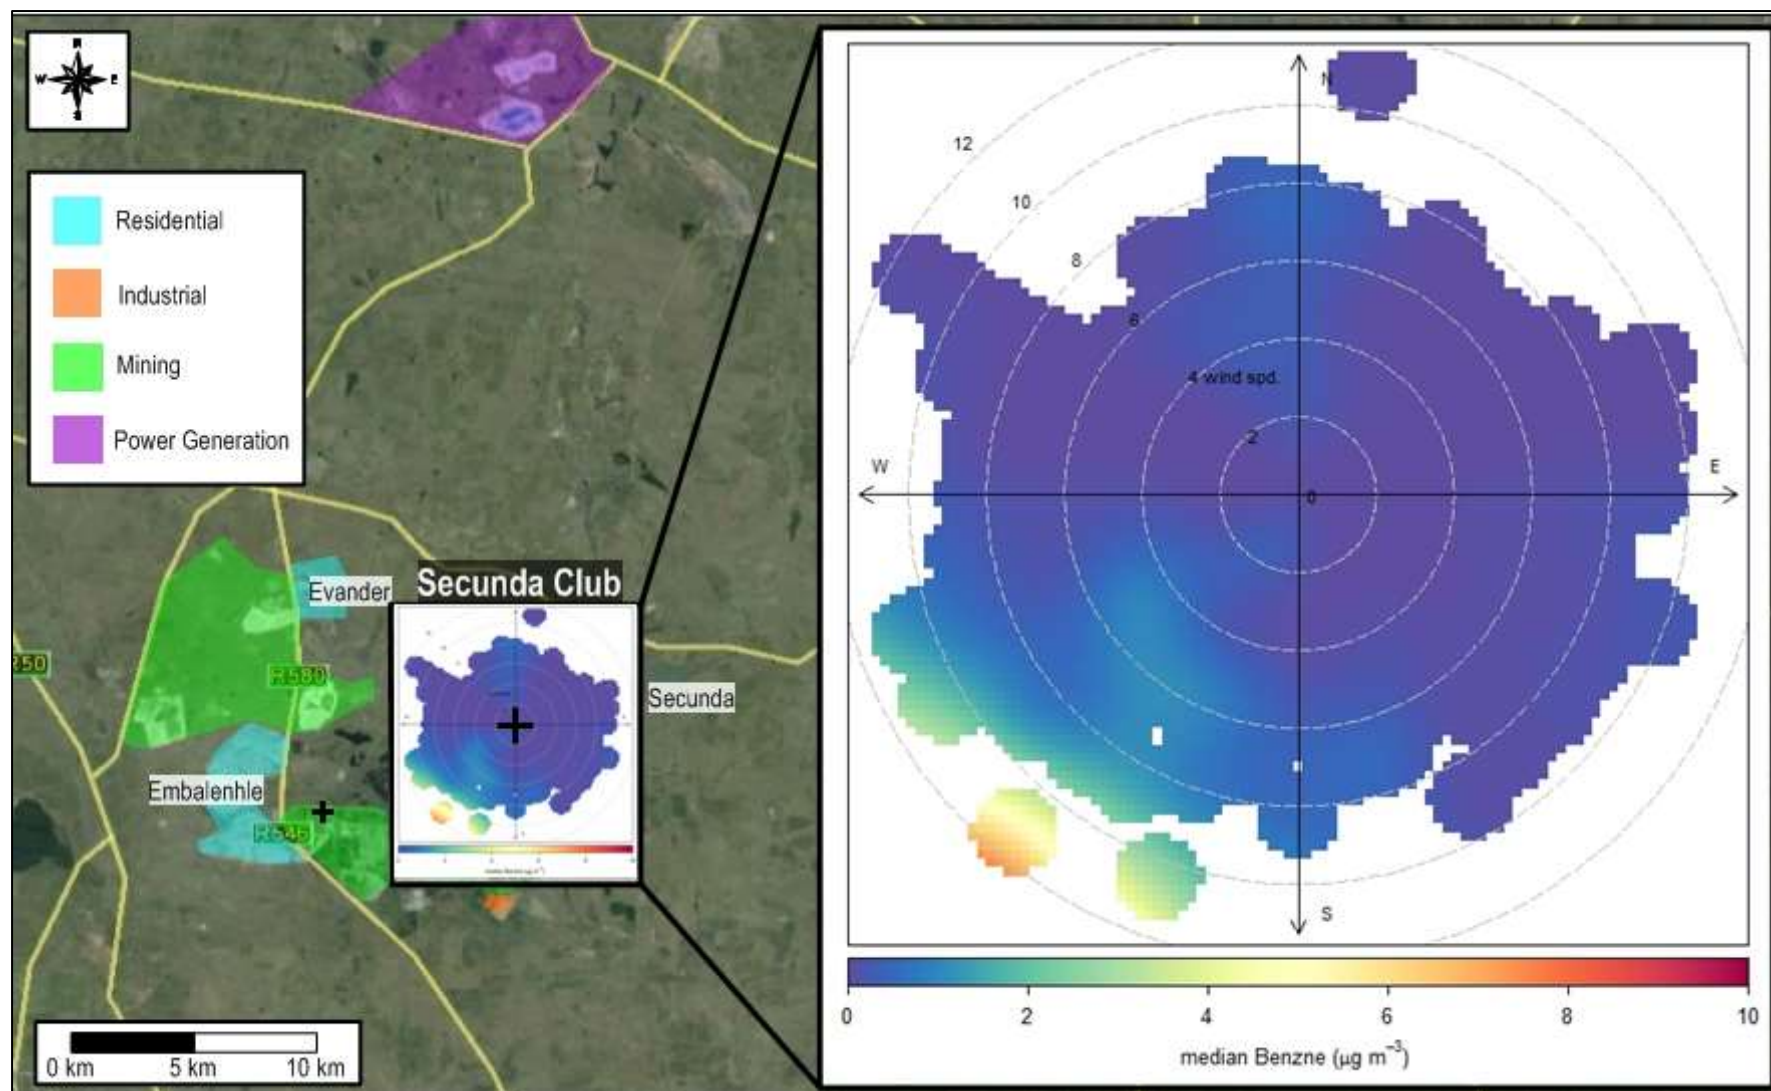 N
W E
S
Residential
Industrial
Mining
Power Generation
Evander
Secunda Club
R50
R580
Secunda
Embalenhle
R546
0 km 5 km 10 km
N
12
10
8
6
4 wind spd.
2
W
E
0
S
0 2 4 6 8 10
median Benzne (μg m⁻³)